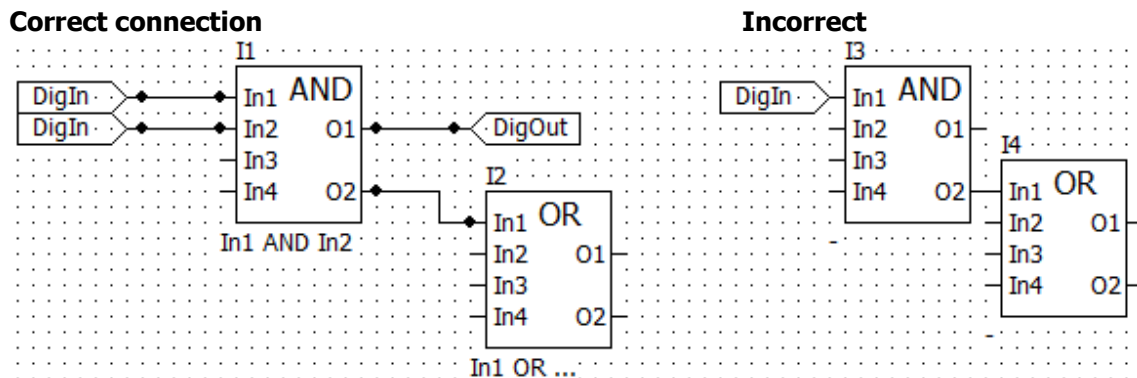 Correct connection
Incorrect
I1
I3
DigIn
In1 AND
DigIn
In1 AND
DigIn
In2 O1
DigOut
In2 O1
In3
I2
In3
I4
In4 O2
In1 OR
In4 O2
In1 OR
In1 AND In2
In2 O1
-
In2 O1
In3
In3
In4 O2
In4 O2
In1 OR ...
-